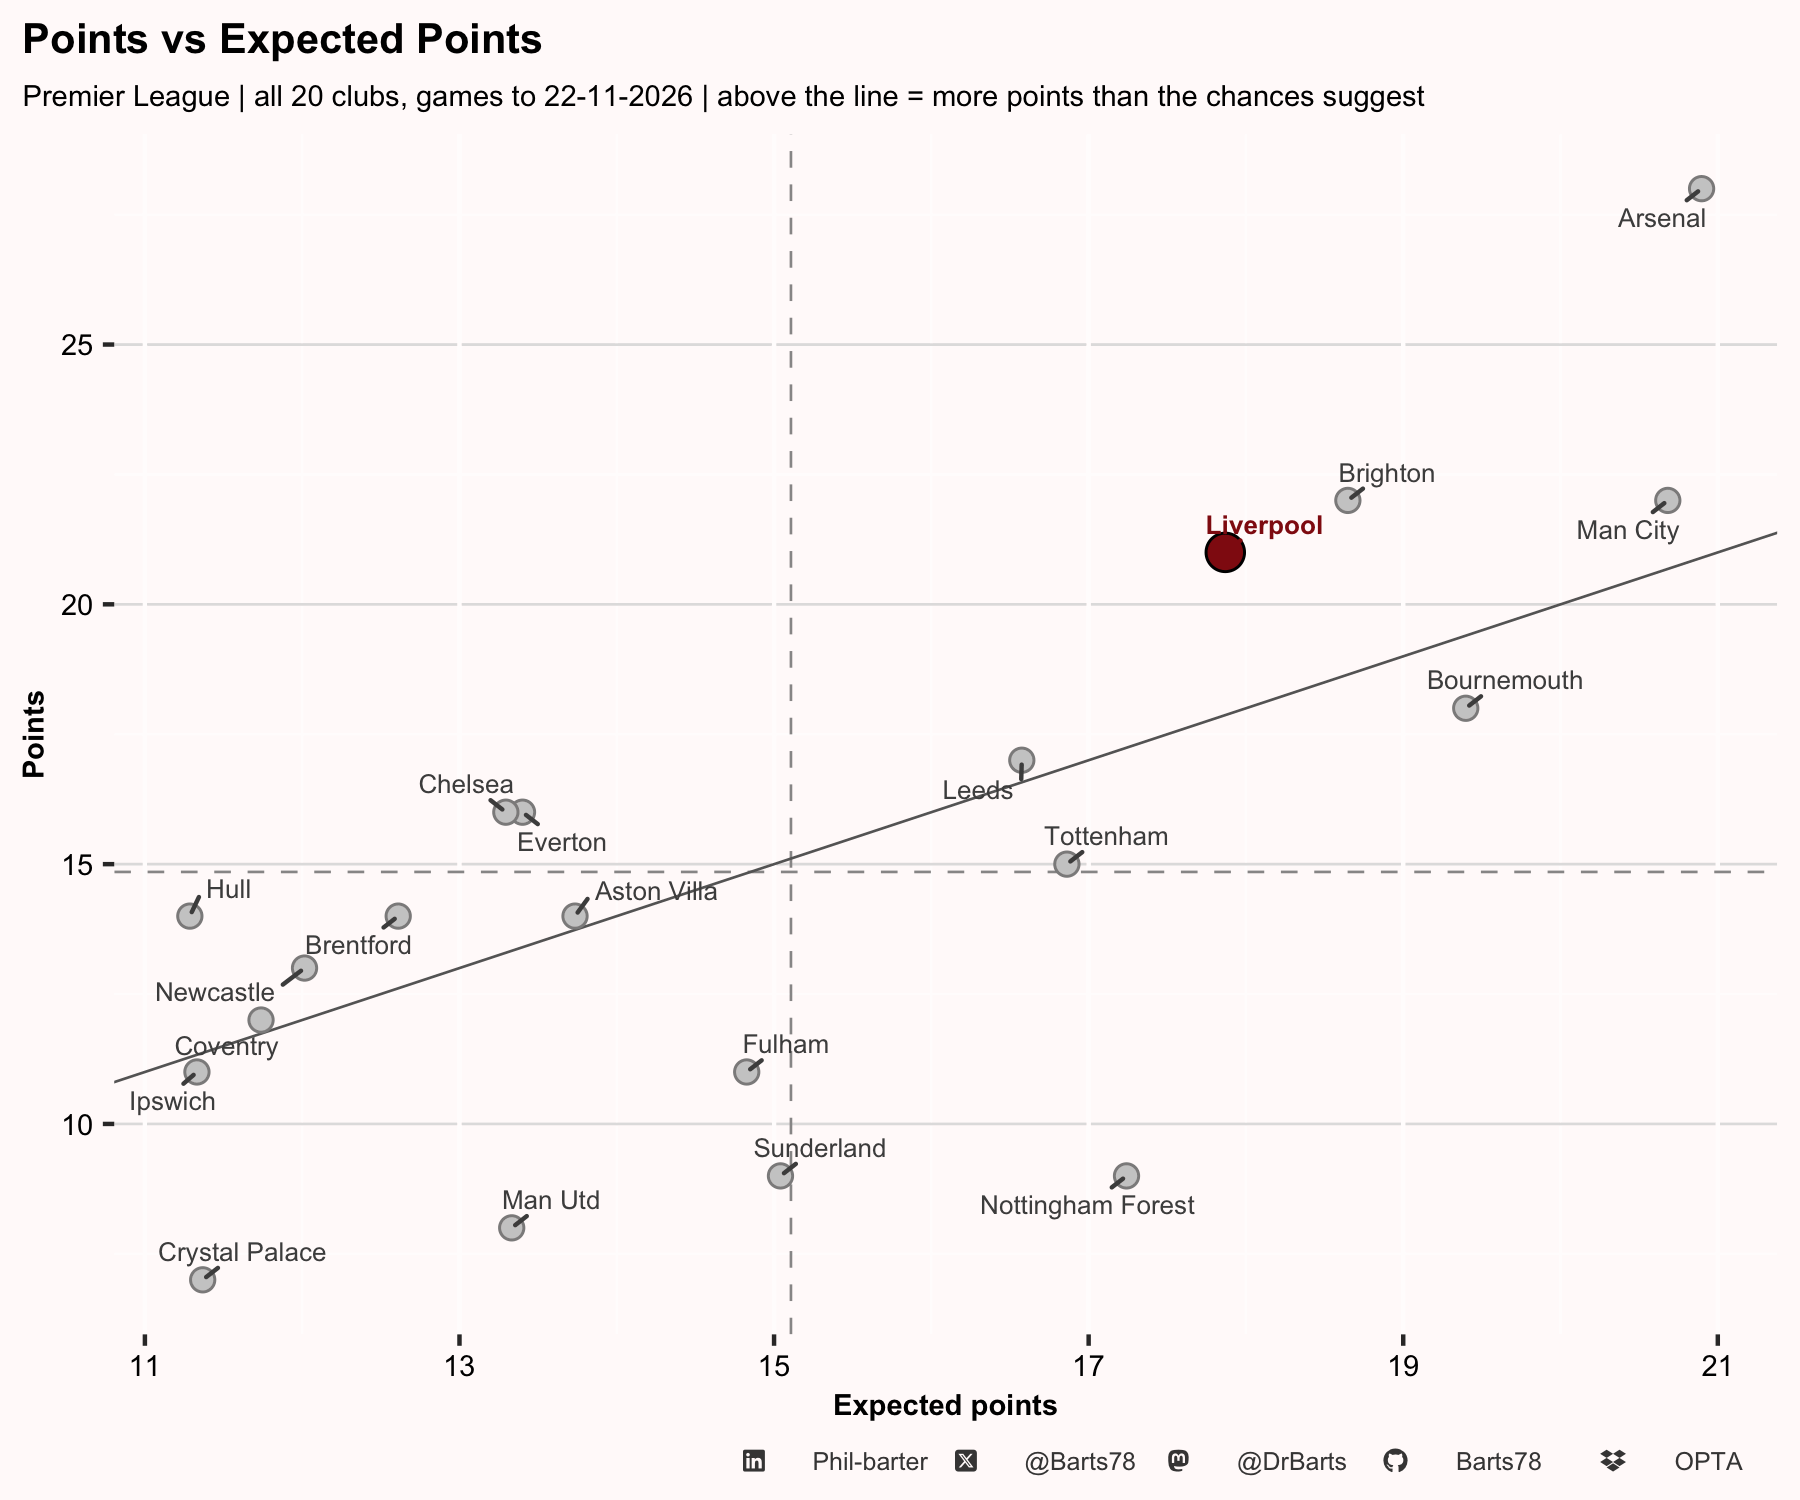 Points vs Expected Points
Premier League | all 20 clubs, games to 22-11-2026 | above the line = more points than the chances suggest
Arsenal
25
Brighton
Liverpool
Man City
20
Bournemouth
Points
Chelsea
Leeds
Everton
Tottenham
15
Hull
Aston Villa
Brentford
Newcastle
Coventry
Fulham
Ipswich
10
Sunderland
Man Utd
Nottingham Forest
Crystal Palace
11 13 15 17 19 21
Expected points
Phil-barter @Barts78 @DrBarts Barts78 OPTA